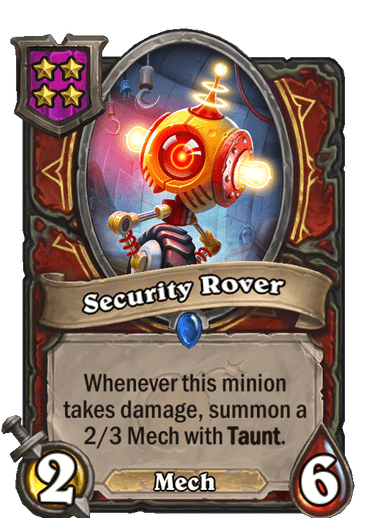 Security Rover
Whenever this minion
takes damage, summon a
2/3 Mech with Taunt.
2
Mech
6